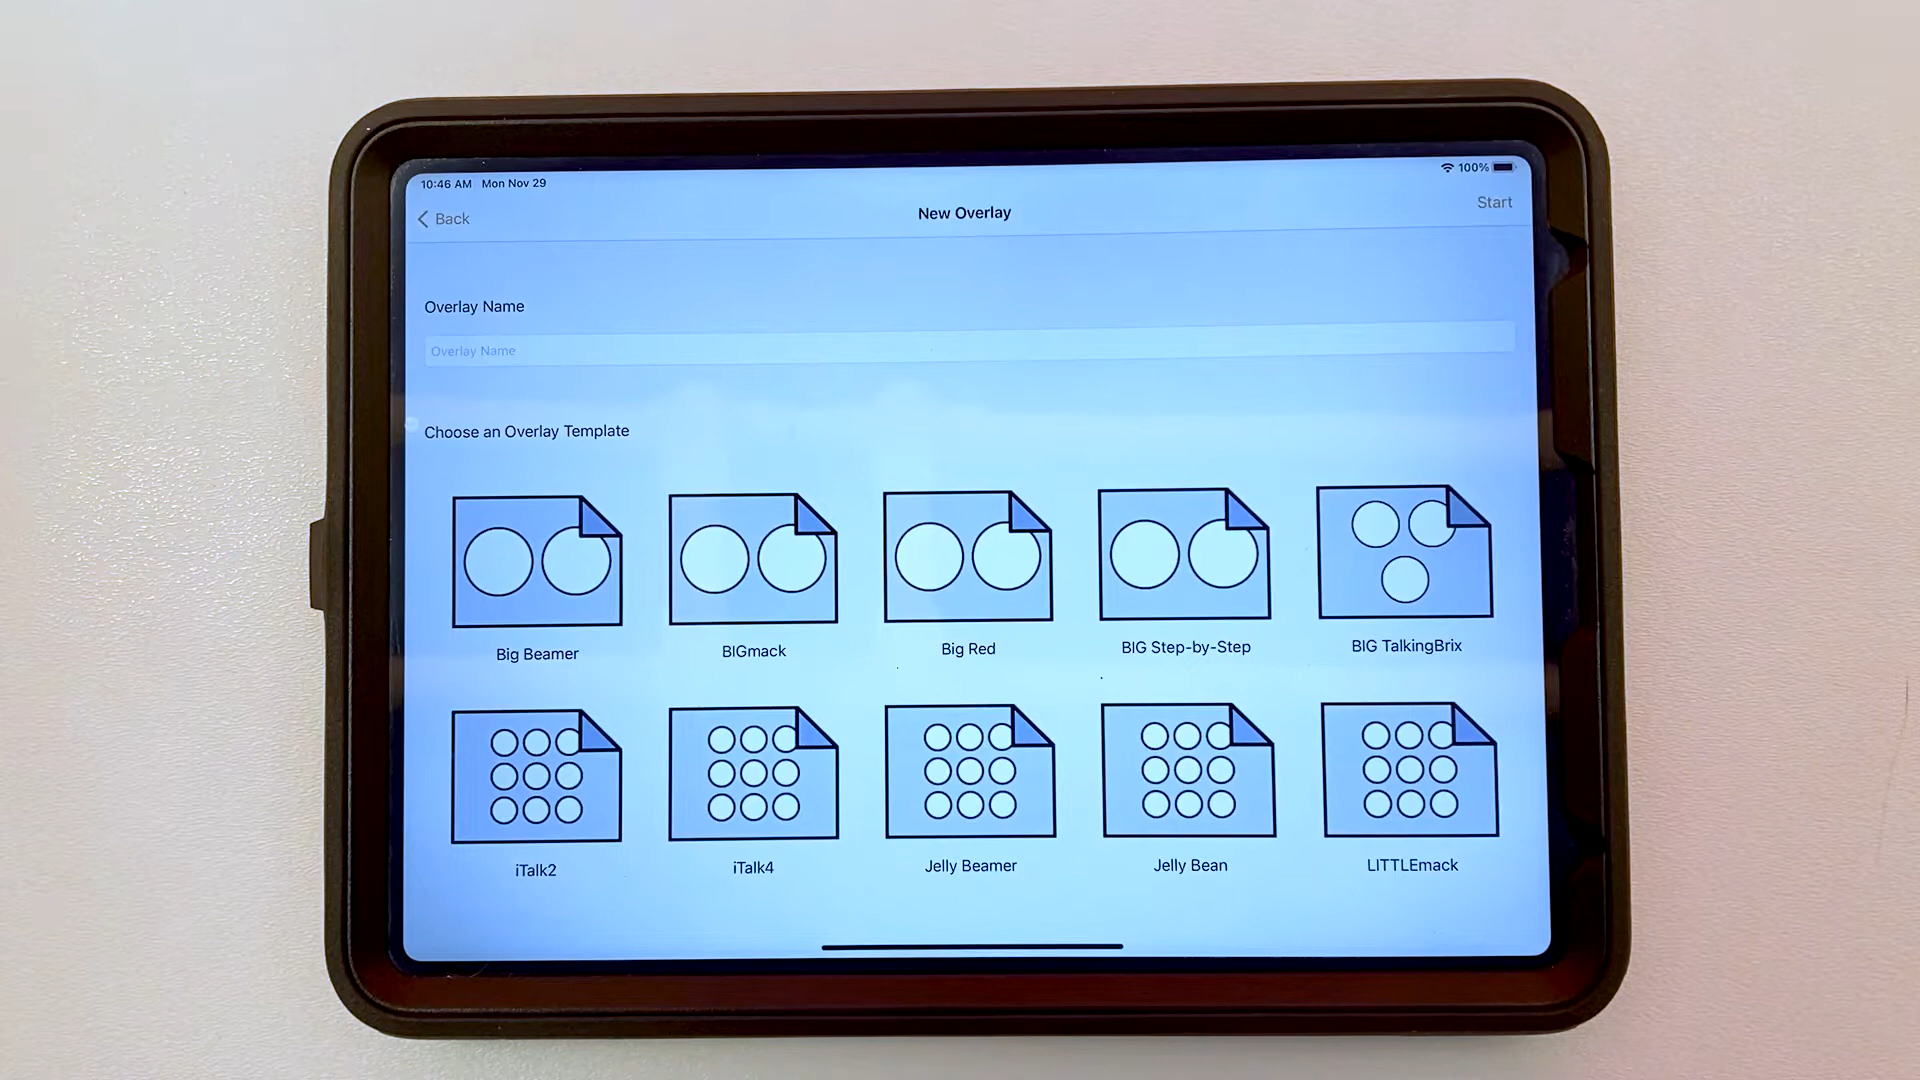 10:46 AM Mon Nov 29
100%
Back
New Overlay
Start
Overlay Name
Overlay Name
Choose an Overlay Template
Big Beamer
BIGmack
Big Red
BIG Step-by-Step
BIG TalkingBrix
iTalk2
iTalk4
Jelly Beamer
Jelly Bean
LITTLEmack